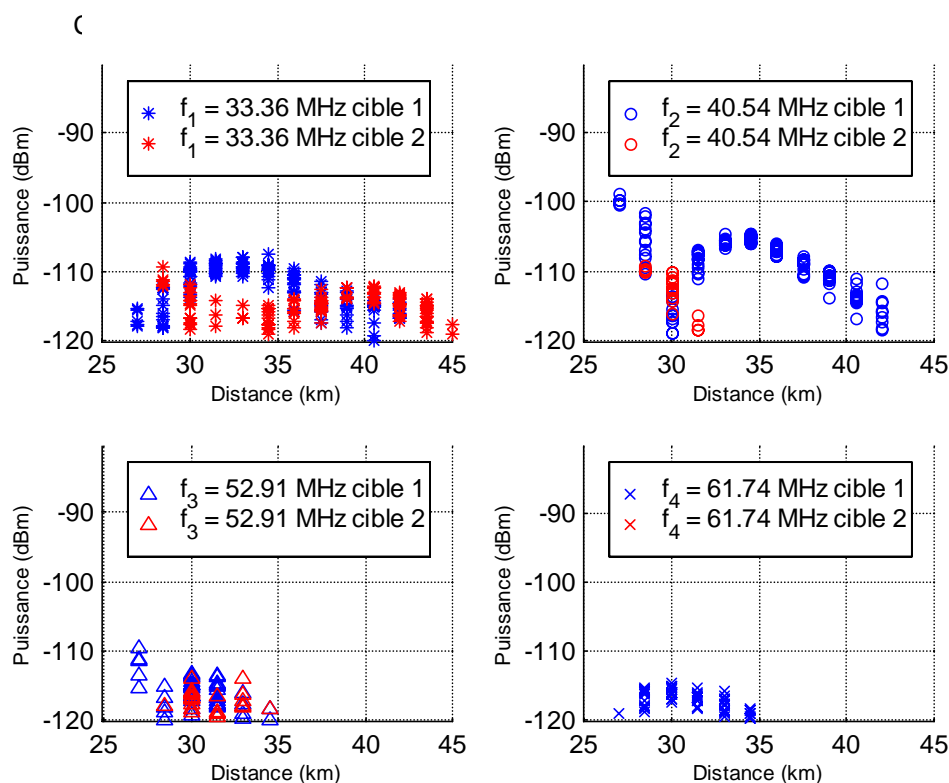 f1 = 33.36 MHz cible 1
f1 = 33.36 MHz cible 2
-90
-100
-110
-120
25 30 35 40 45
Distance (km)
Puissance (dBm)
f2 = 40.54 MHz cible 1
f2 = 40.54 MHz cible 2
-90
-100
-110
-120
25 30 35 40 45
Distance (km)
Puissance (dBm)
f3 = 52.91 MHz cible 1
f3 = 52.91 MHz cible 2
-90
-100
-110
-120
25 30 35 40 45
Distance (km)
Puissance (dBm)
f4 = 61.74 MHz cible 1
f4 = 61.74 MHz cible 2
-90
-100
-110
-120
25 30 35 40 45
Distance (km)
Puissance (dBm)